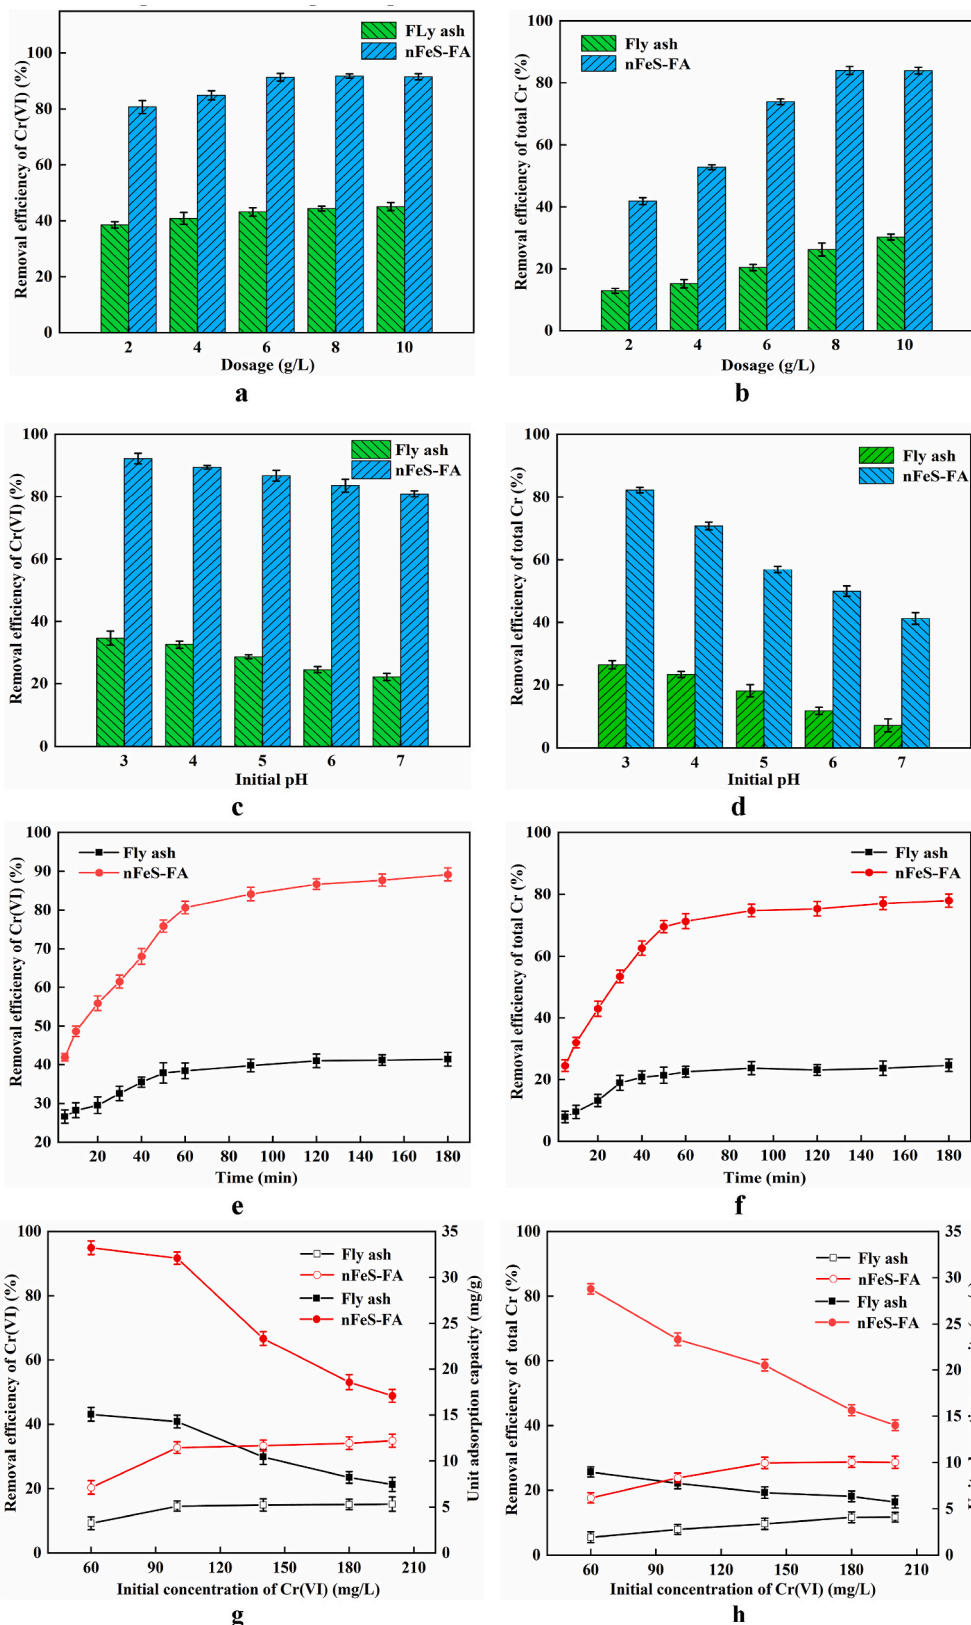 FLy ash
nFeS-FA
Removal efficiency of Cr(VI) (%)
100
80
60
40
20
0
2 4 6 8 10
Dosage (g/L)
a
Fly ash
nFeS-FA
Removal efficiency of total Cr (%)
100
80
60
40
20
0
2 4 6 8 10
Dosage (g/L)
b
Fly ash
nFeS-FA
Removal efficiency of Cr(VI) (%)
100
80
60
40
20
0
3 4 5 6 7
Initial pH
c
Fly ash
nFeS-FA
Removal efficiency of total Cr (%)
100
80
60
40
20
0
3 4 5 6 7
Initial pH
d
Fly ash
nFeS-FA
Removal efficiency of Cr(VI) (%)
100
90
80
70
60
50
40
30
20
20 40 60 80 100 120 140 160 180
Time (min)
e
Fly ash
nFeS-FA
Removal efficiency of total Cr (%)
100
80
60
40
20
0
20 40 60 80 100 120 140 160 180
Time (min)
f
Fly ash
nFeS-FA
Fly ash
nFeS-FA
Removal efficiency of Cr(VI) (%)
100
80
60
40
20
0
Unit adsorption capacity (mg/g)
35
30
25
20
15
10
5
0
60 90 120 150 180 210
Initial concentration of Cr(VI) (mg/L)
g
Fly ash
nFeS-FA
Fly ash
nFeS-FA
Removal efficiency of total Cr (%)
100
80
60
40
20
0
35
30
25
20
15
10
5
0
60 90 120 150 180 210
Initial concentration of Cr(VI) (mg/L)
h